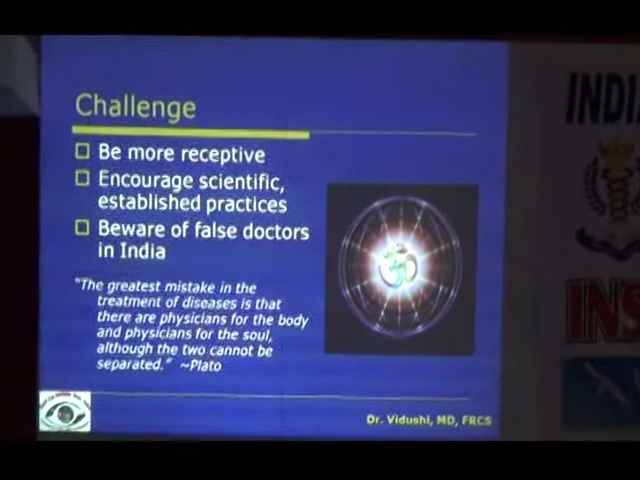 Challenge
Be more receptive
Encourage scientific,
established practices
Beware of false doctors
in India
"The greatest mistake in the
treatment of diseases is that
there are physicians for the body
and physicians for the soul,
although the two cannot be
separated." ~Plato
Dr. Vidushi, MD, FRCS